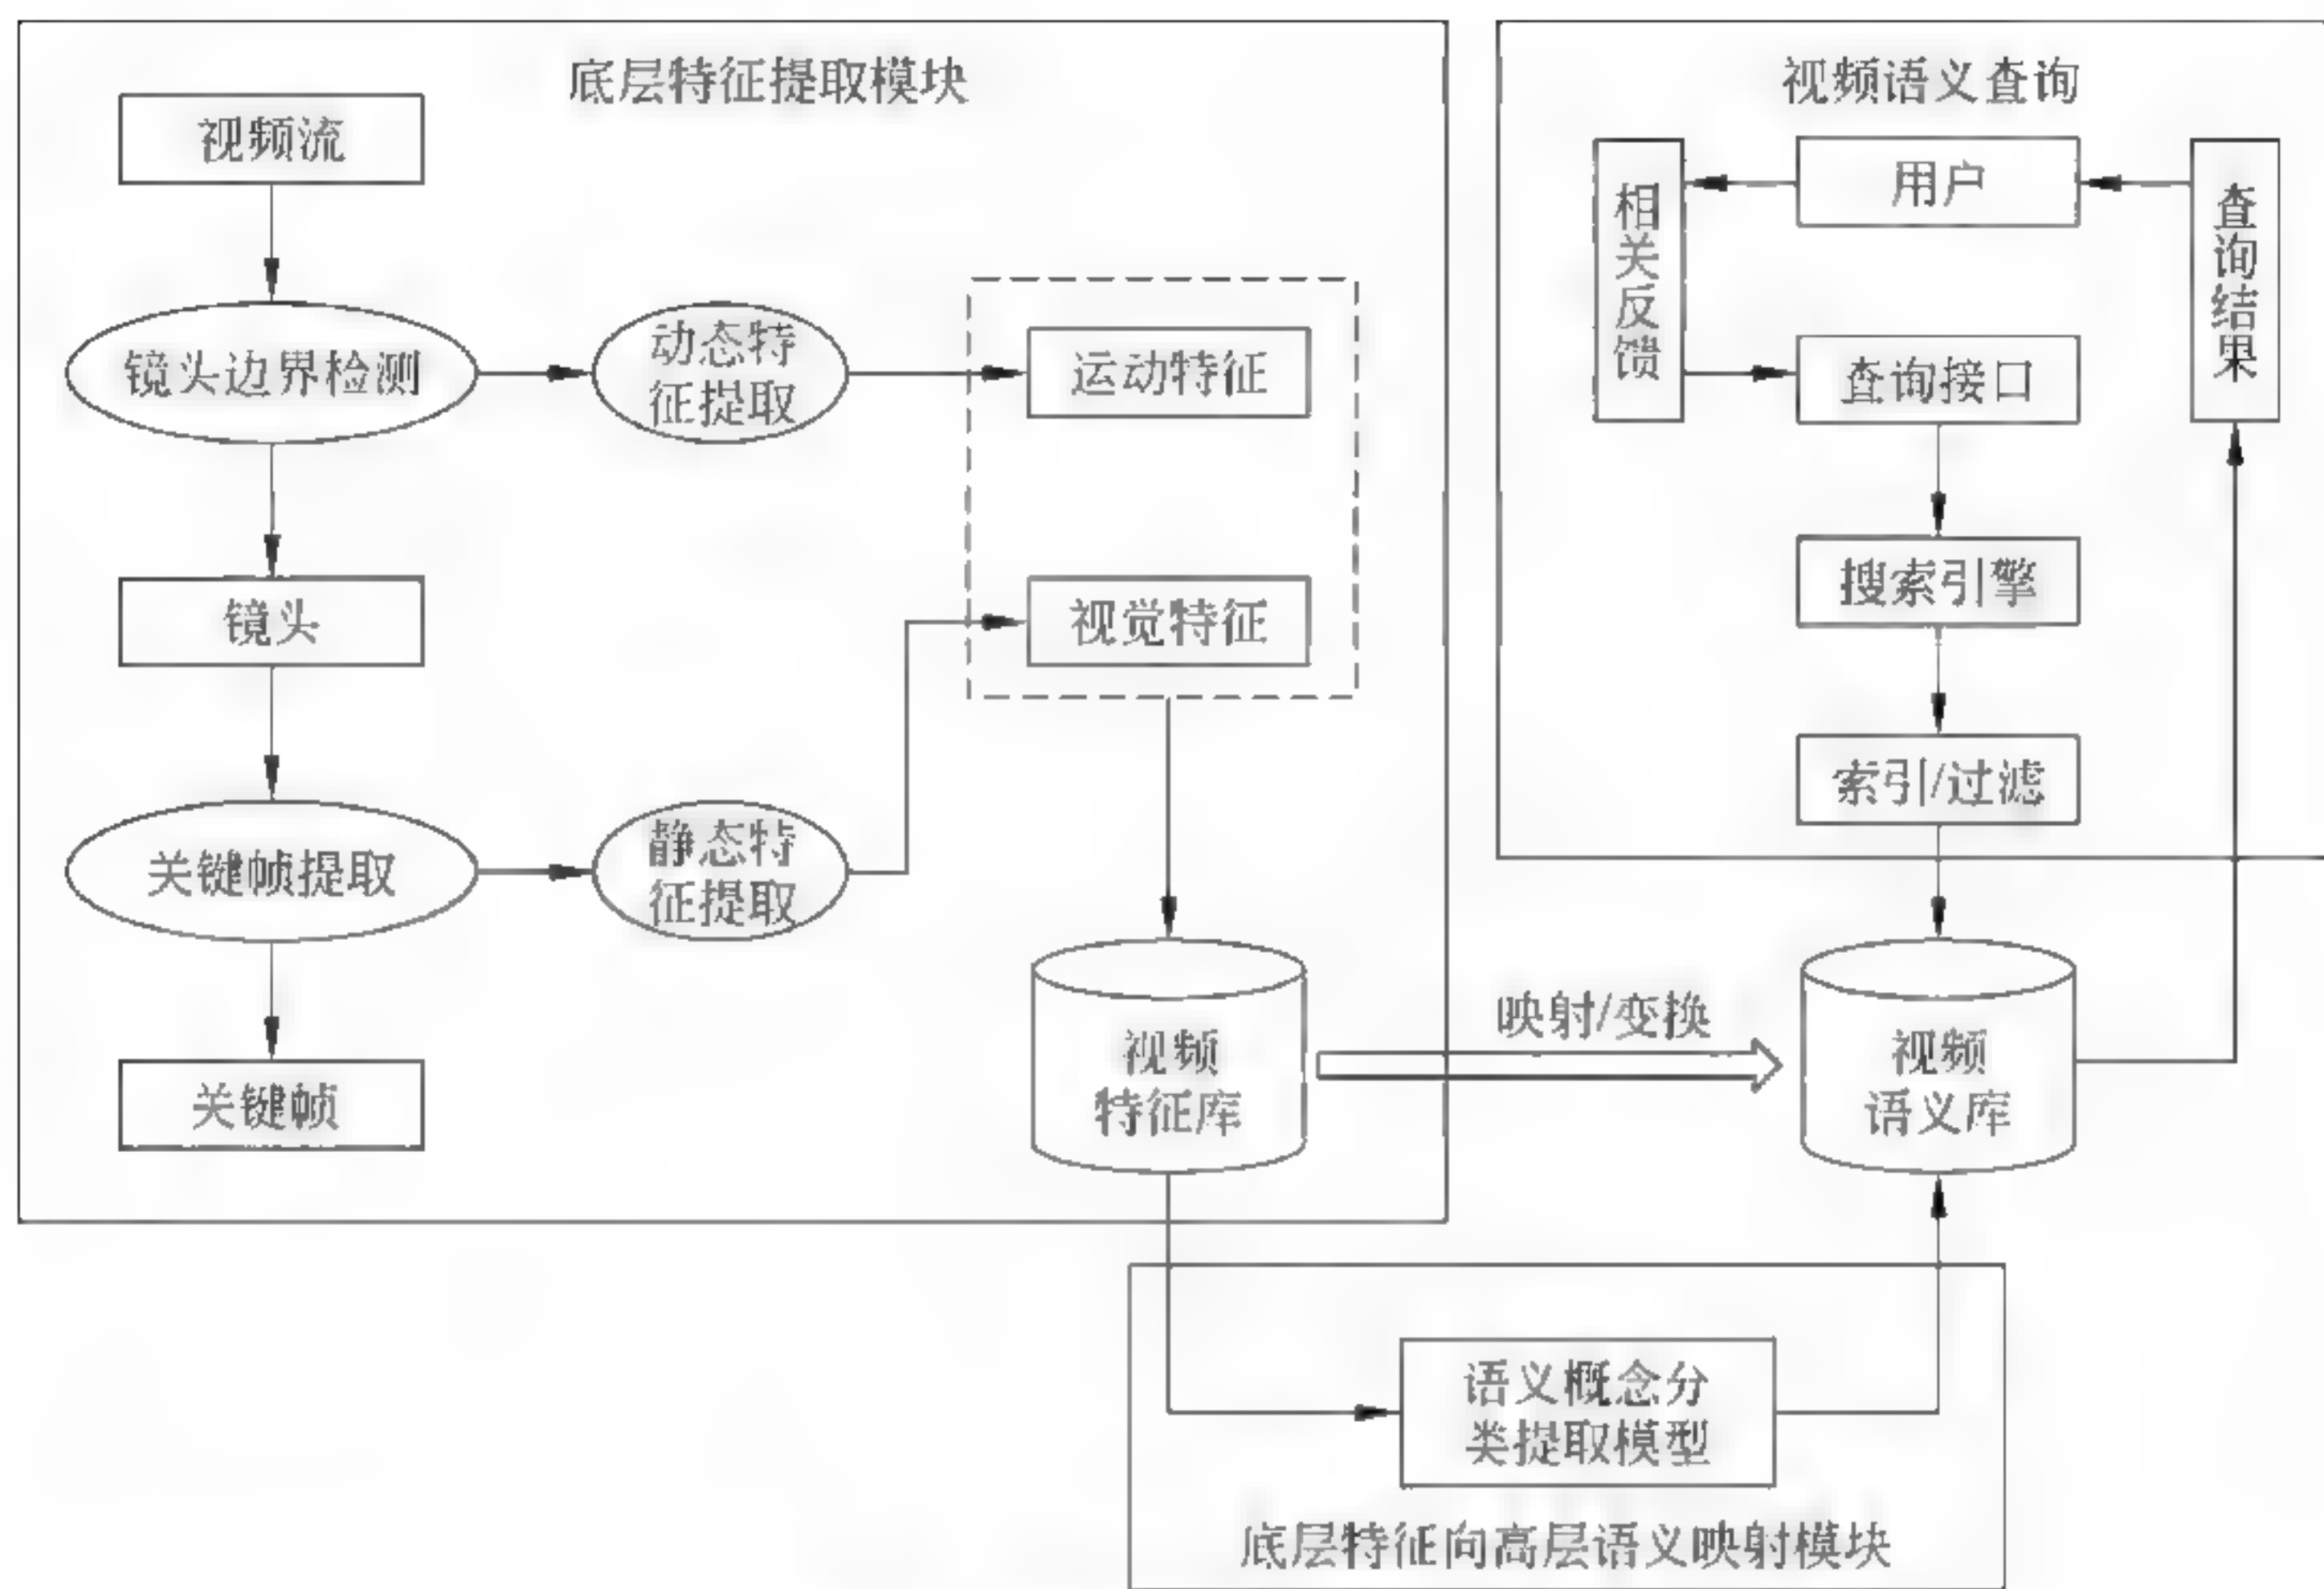 底层特征提取模块
视频流
镜头边界检测
动态特
征提取
运动特征
镜头
视觉特征
关键帧提取
静态特
征提取
关键帧
视频
特征库
映射/变换
视频语义查询
相
关
反
馈
用户
查
询
结
果
查询接口
搜索引擎
索引/过滤
视频
语义库
语义概念分
类提取模型
底层特征向高层语义映射模块